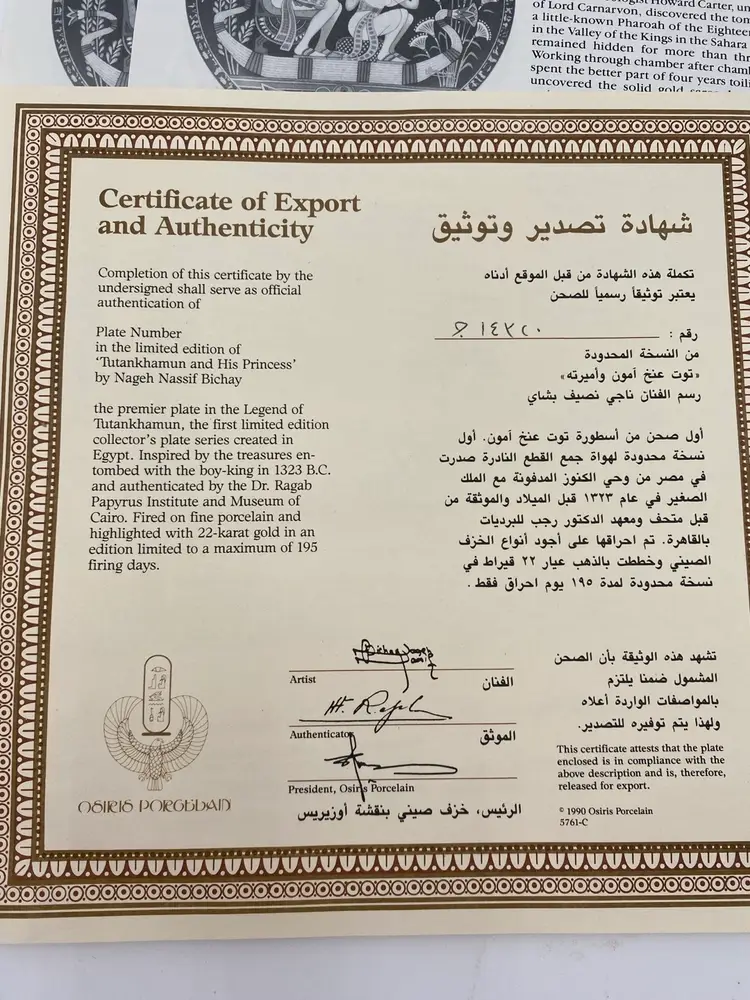 Howard Carter, un
of Lord Carnarvon, discovered the tom
a little-known Pharoah of the Eighteen
in the Valley of the Kings in the Sahara
remained hidden for more than thr
Working through chamber after cham
spent the better part of four years toili
uncovered the solid gold
Certificate of Export
and Authenticity
Completion of this certificate by the
undersigned shall serve as official
authentication of
Plate Number
in the limited edition of
'Tutankhamun and His Princess'
by Nageh Nassif Bichay
the premier plate in the Legend of
Tutankhamun, the first limited edition
collector's plate series created in
Egypt. Inspired by the treasures en-
tombed with the boy-king in 1323 B.C.
and authenticated by the Dr. Ragab
Papyrus Institute and Museum of
Cairo. Fired on fine porcelain and
highlighted with 22-karat gold in an
edition limited to a maximum of 195
firing days.
شهادة تصدير وتوثيق
تكملة هذه الشهادة من قبل الموقع أدناه
يعتبر توثيقاً رسمياً للصحن
رقم :
من النسخة المحدودة
«توت عنخ آمون وأميرته»
رسم الفنان ناجي نصيف بشاي
أول صحن من أسطورة توت عنخ آمون. أول
نسخة محدودة لهواة جمع القطع النادرة صدرت
في مصر من وحي الكنوز المدفونة مع الملك
الصغير في عام ١٣٢٣ قبل الميلاد والموثقة من
قبل متحف ومعهد الدكتور رجب للبرديات
بالقاهرة. تم احراقها على أجود أنواع الخزف
الصيني وخططت بالذهب عيار ٢٢ قيراط في
نسخة محدودة لمدة ١٩٥ يوم احراق فقط.
Artist الفنان
Authenticator الموثق
President, Osiris Porcelain
الرئيس، خزف صيني بنقشة أوزيريس
OSIRIS PORCELAIN
تشهد هذه الوثيقة بأن الصحن
المشمول ضمنا يلتزم
بالمواصفات الواردة أعلاه
ولهذا يتم توفيره للتصدير.
This certificate attests that the plate
enclosed is in compliance with the
above description and is, therefore,
released for export.
© 1990 Osiris Porcelain
5761-C